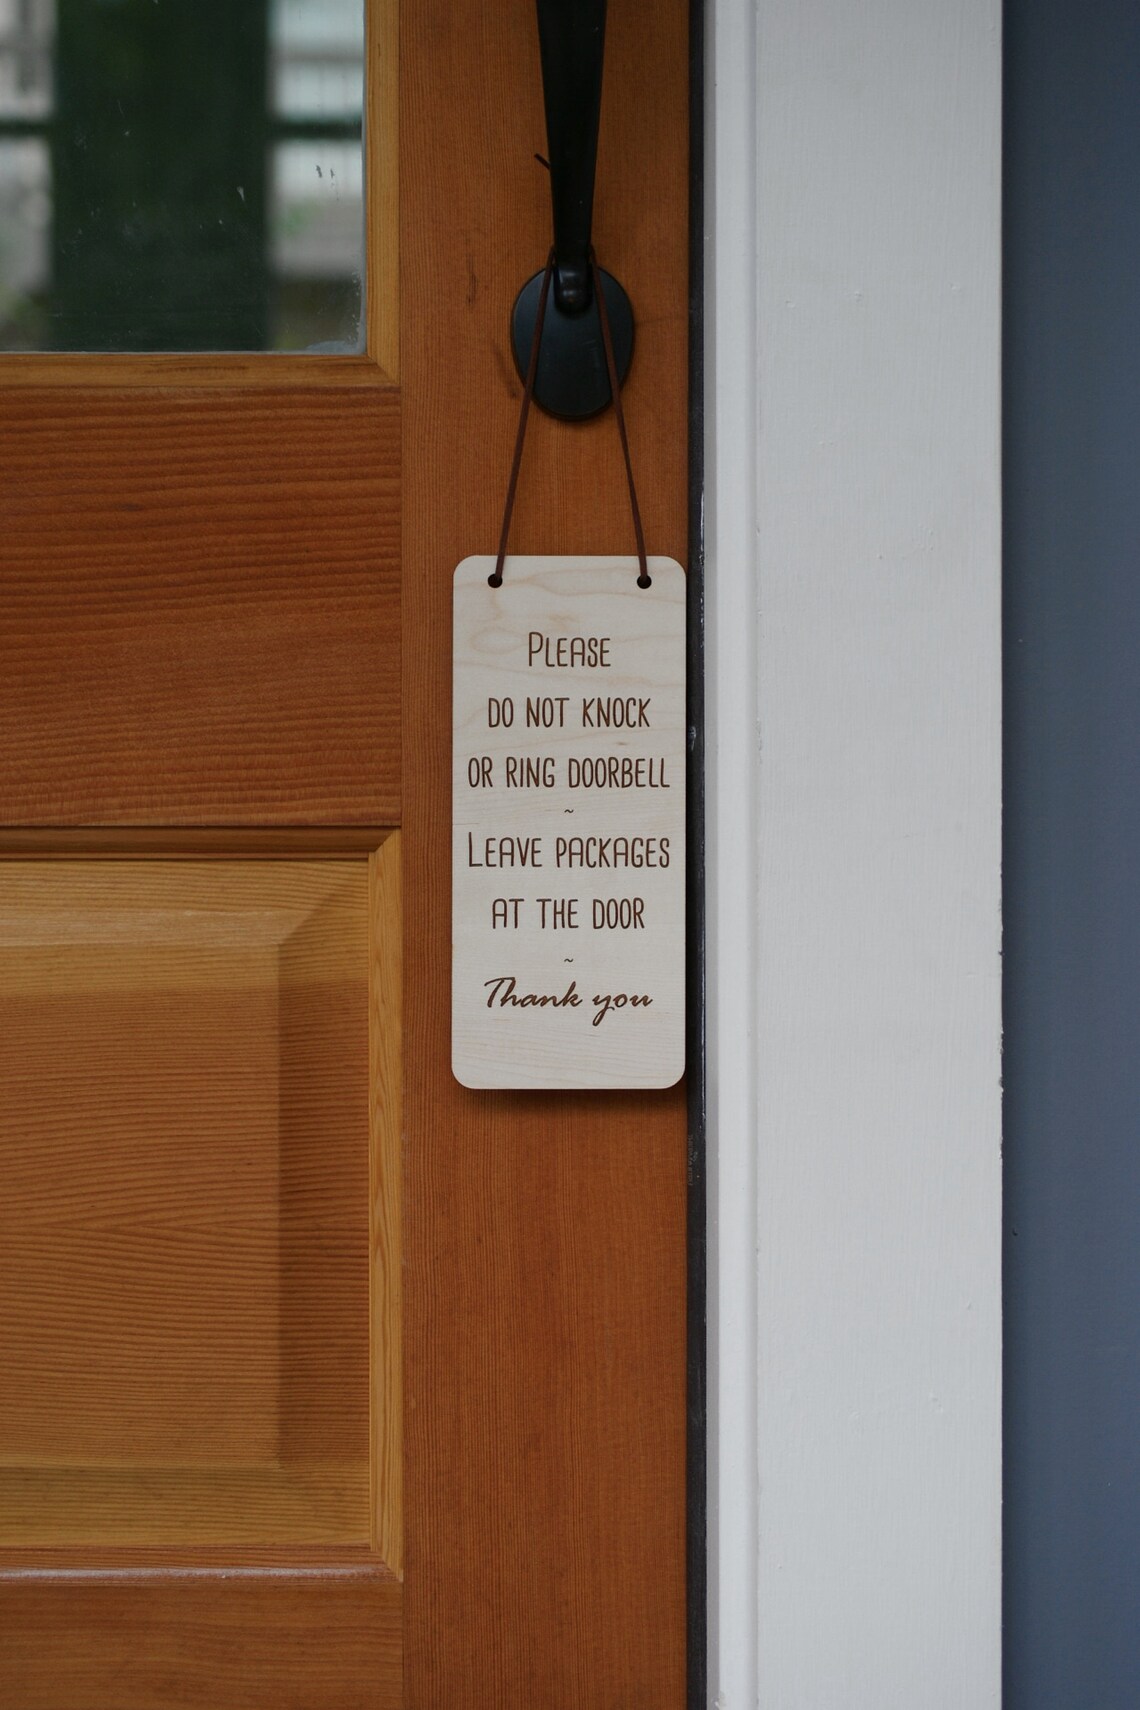 Please
do not knock
or ring doorbell
~
Leave packages
at the door
~
Thank you